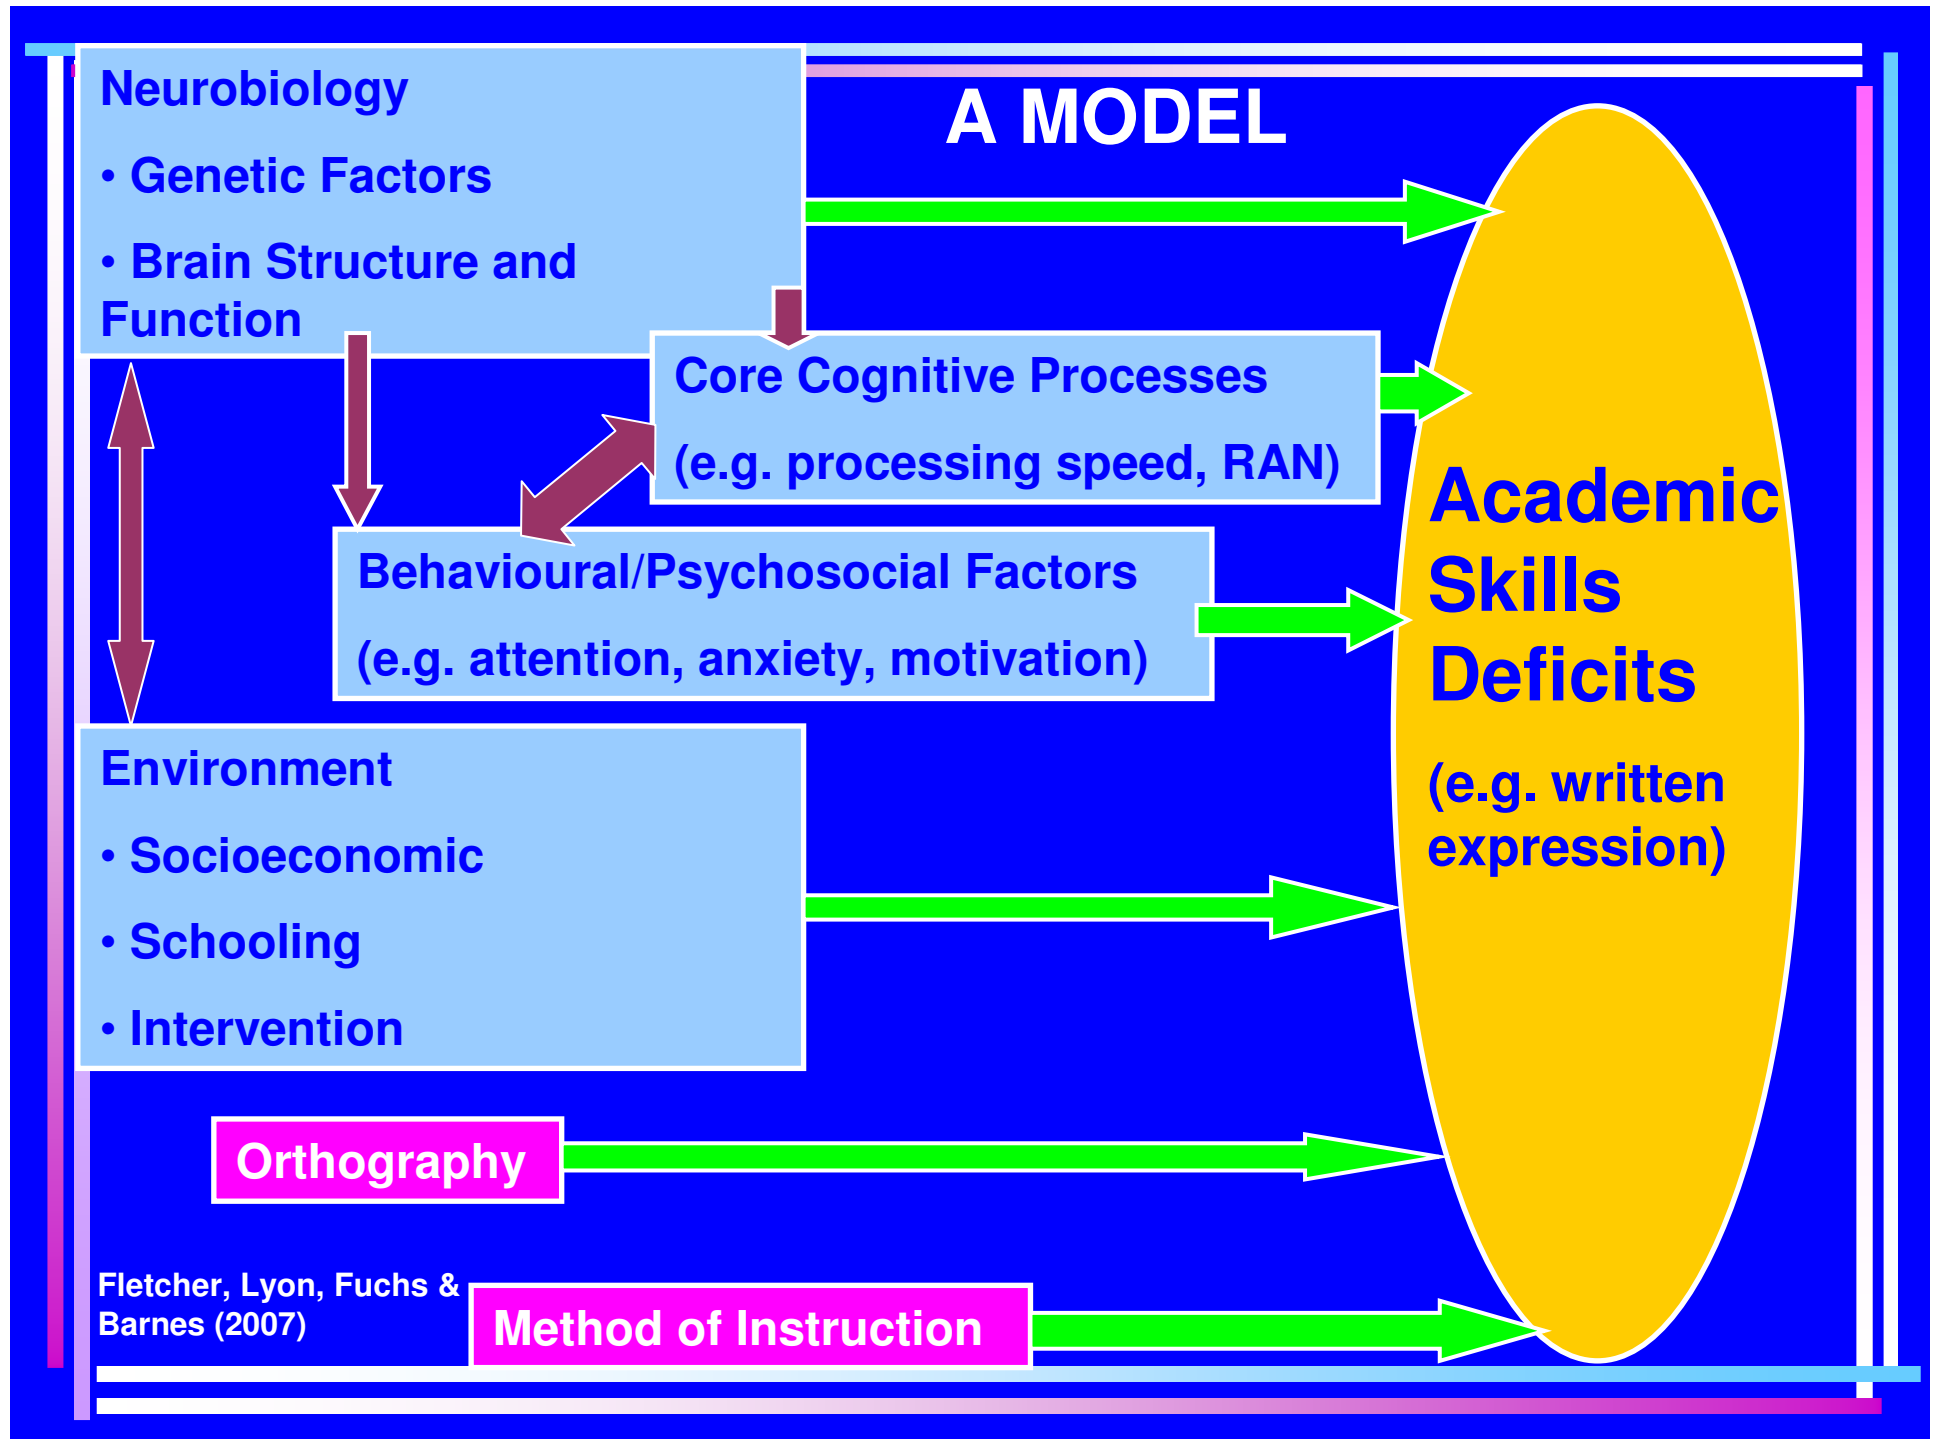 A MODEL
Neurobiology
• Genetic Factors
• Brain Structure and
Function
Core Cognitive Processes
(e.g. processing speed, RAN)
Behavioural/Psychosocial Factors
(e.g. attention, anxiety, motivation)
Environment
• Socioeconomic
• Schooling
• Intervention
Academic
Skills
Deficits
(e.g. written
expression)
Orthography
Fletcher, Lyon, Fuchs &
Barnes (2007)
Method of Instruction